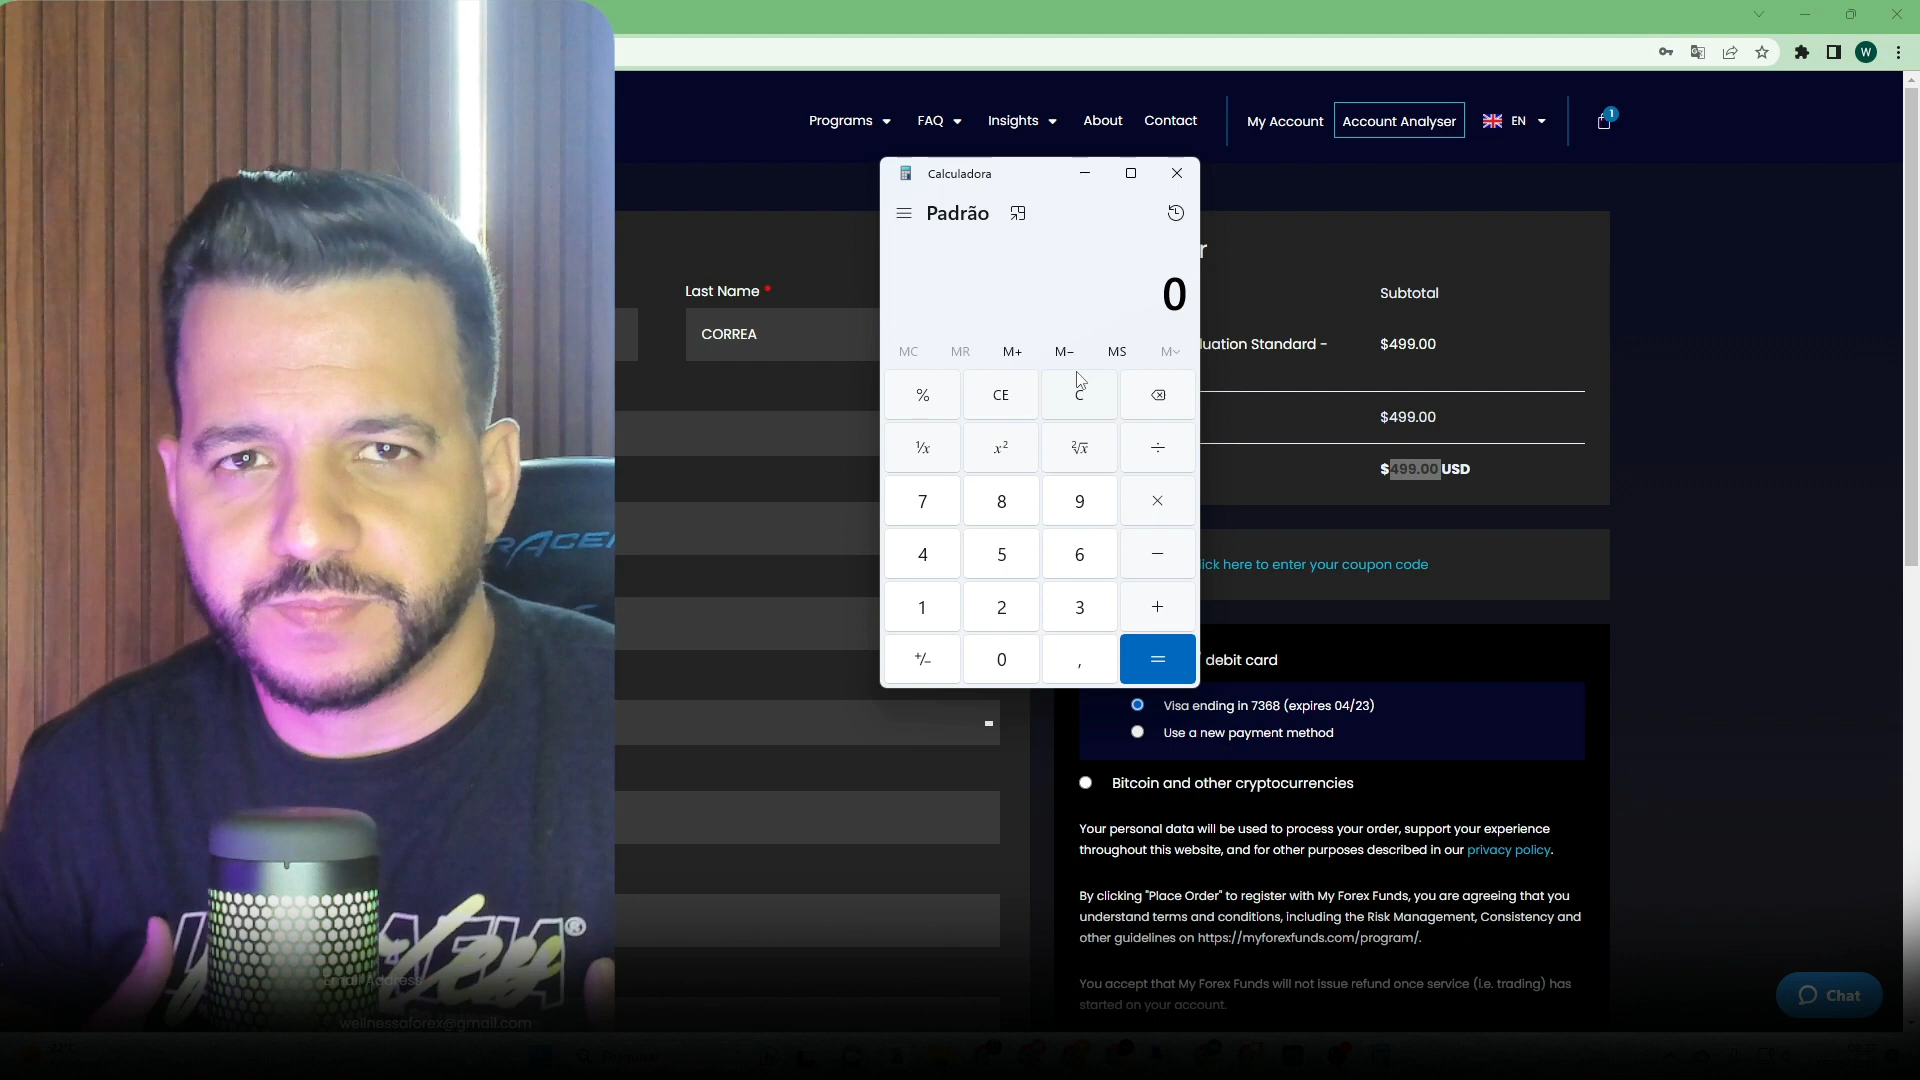 W
Programs
FAQ
Insights
About
Contact
My Account
Account Analyser
EN
1
Calculadora
Padrão
0
MC MR M+ M- MS M
% CE C
¹/x x² ²√x ÷
7 8 9 ×
4 5 6 −
1 2 3 +
+/− 0 , =
Last Name *
CORREA
r
Subtotal
luation Standard - $499.00
$499.00
$499.00 USD
ick here to enter your coupon code
debit card
Visa ending in 7368 (expires 04/23)
Use a new payment method
Bitcoin and other cryptocurrencies
Your personal data will be used to process your order, support your experience
throughout this website, and for other purposes described in our privacy policy.
By clicking "Place Order" to register with My Forex Funds, you are agreeing that you
understand terms and conditions, including the Risk Management, Consistency and
other guidelines on https://myforexfunds.com/program/.
You accept that My Forex Funds will not issue refund once service (i.e. trading) has
started on your account.
Chat
Email Address
wellnessaforex@gmail.com